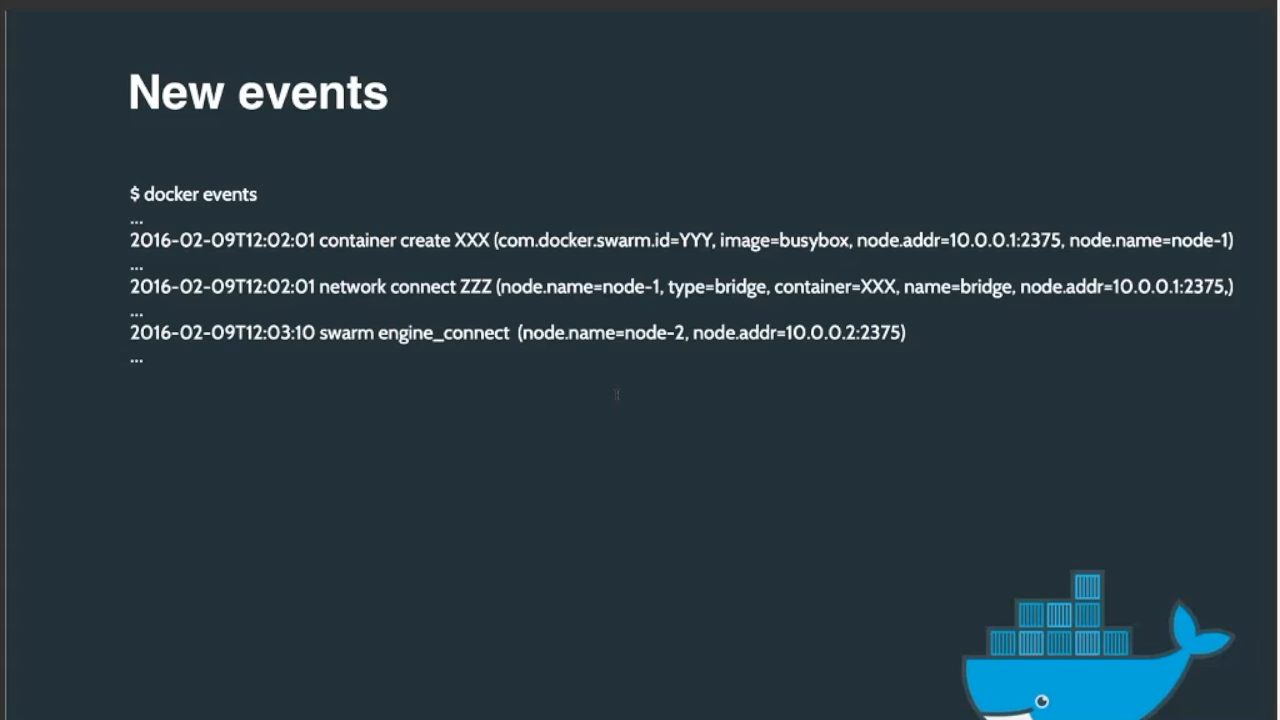 New events
$ docker events
...
2016-02-09T12:02:01 container create XXX (com.docker.swarm.id=YYY, image=busybox, node.addr=10.0.0.1:2375, node.name=node-1)
...
2016-02-09T12:02:01 network connect ZZZ (node.name=node-1, type=bridge, container=XXX, name=bridge, node.addr=10.0.0.1:2375,)
...
2016-02-09T12:03:10 swarm engine_connect  (node.name=node-2, node.addr=10.0.0.2:2375)
...